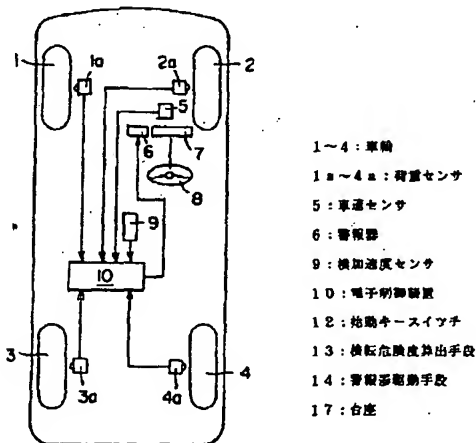 1
1a
2a
2
5
6
7
8
9
10
3
3a
4a
4
1～4：車輪
1a～4a：荷重センサ
5：車速センサ
6：警報器
9：横加速度センサ
10：電子制御装置
12：始動キースイツチ
13：横転危険度算出手段
14：警報器駆動手段
17：台座